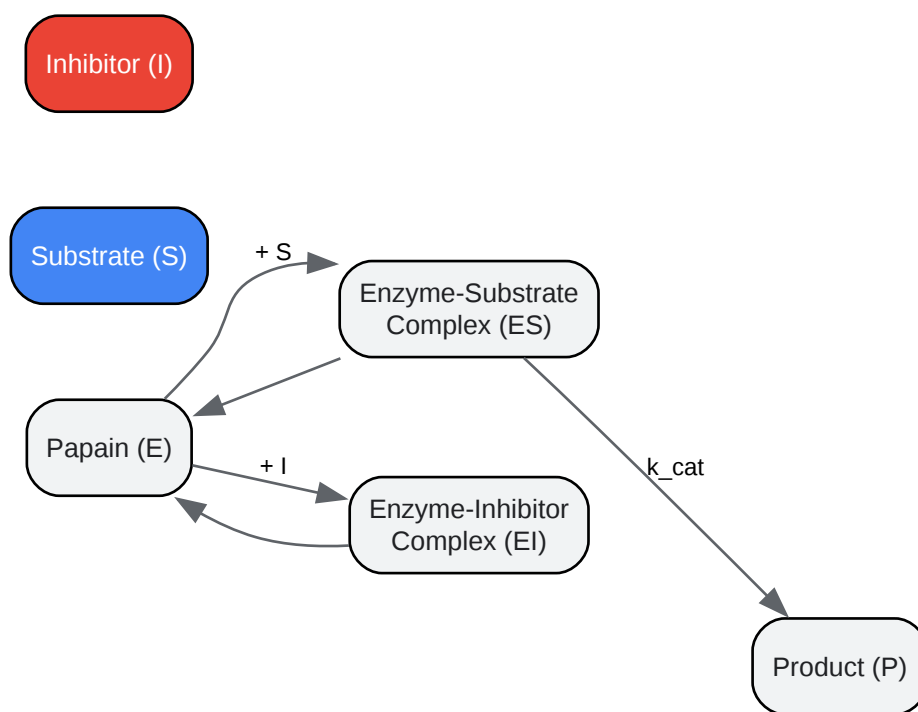 Inhibitor (I)
Substrate (S)
+ S
Enzyme-Substrate
Complex (ES)
Papain (E)
+ I
k_cat
Enzyme-Inhibitor
Complex (EI)
Product (P)